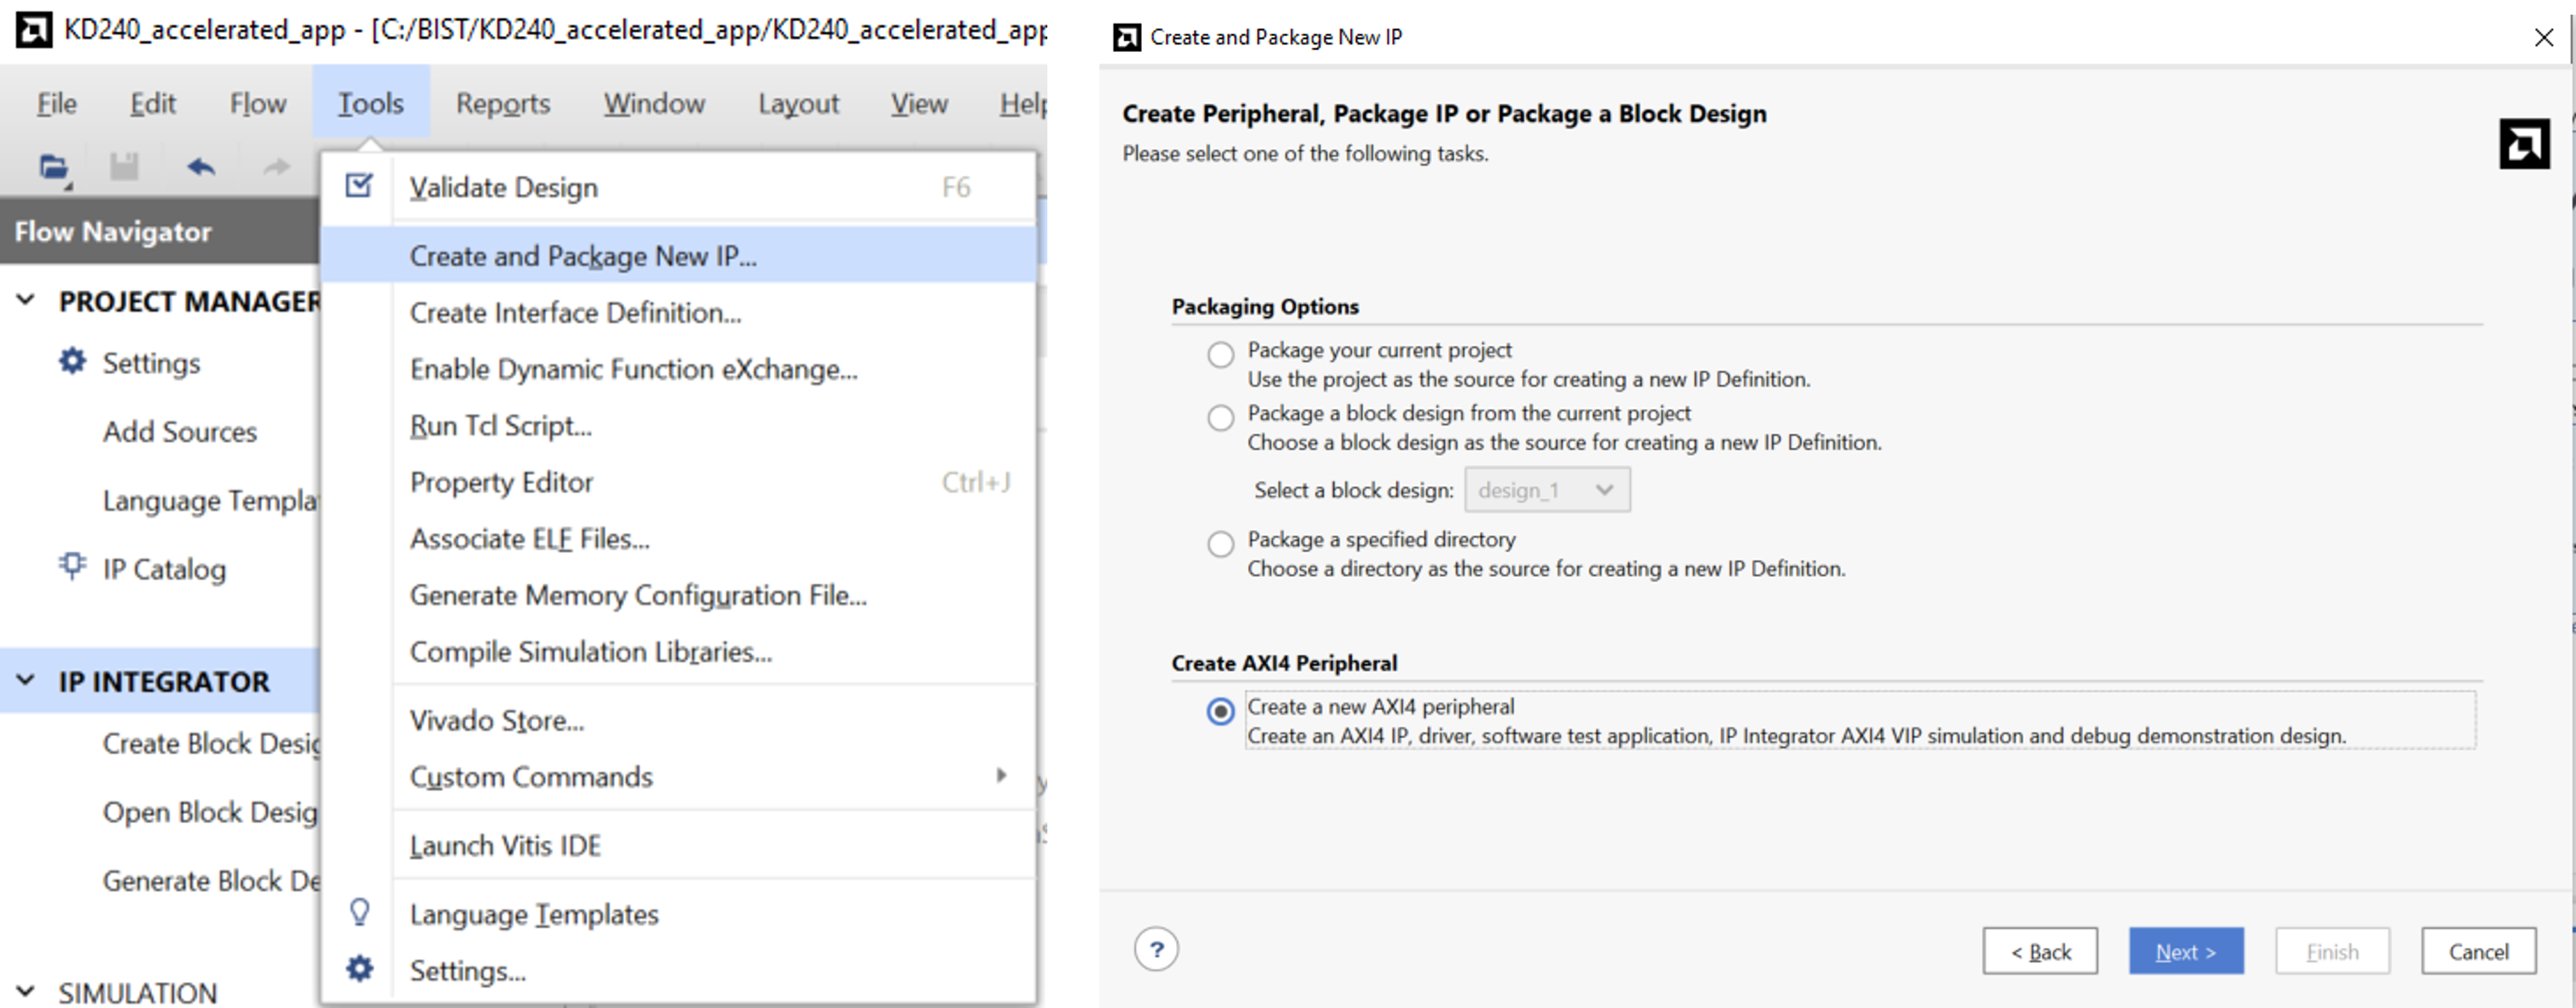 KD240_accelerated_app - [C:/BIST/KD240_accelerated_app/KD240_accelerated_app
File Edit Flow Tools Reports Window Layout View Help
Flow Navigator
PROJECT MANAGER
Settings
Add Sources
Language Templa
IP Catalog
IP INTEGRATOR
Create Block Desig
Open Block Desig
Generate Block De
SIMULATION
Validate Design F6
Create and Package New IP...
Create Interface Definition...
Enable Dynamic Function eXchange...
Run Tcl Script...
Property Editor Ctrl+J
Associate ELF Files...
Generate Memory Configuration File...
Compile Simulation Libraries...
Vivado Store...
Custom Commands
Launch Vitis IDE
Language Templates
Settings...
Create and Package New IP
Create Peripheral, Package IP or Package a Block Design
Please select one of the following tasks.
Packaging Options
Package your current project
Use the project as the source for creating a new IP Definition.
Package a block design from the current project
Choose a block design as the source for creating a new IP Definition.
Select a block design: design_1
Package a specified directory
Choose a directory as the source for creating a new IP Definition.
Create AXI4 Peripheral
Create a new AXI4 peripheral
Create an AXI4 IP, driver, software test application, IP Integrator AXI4 VIP simulation and debug demonstration design.
? < Back Next > Finish Cancel